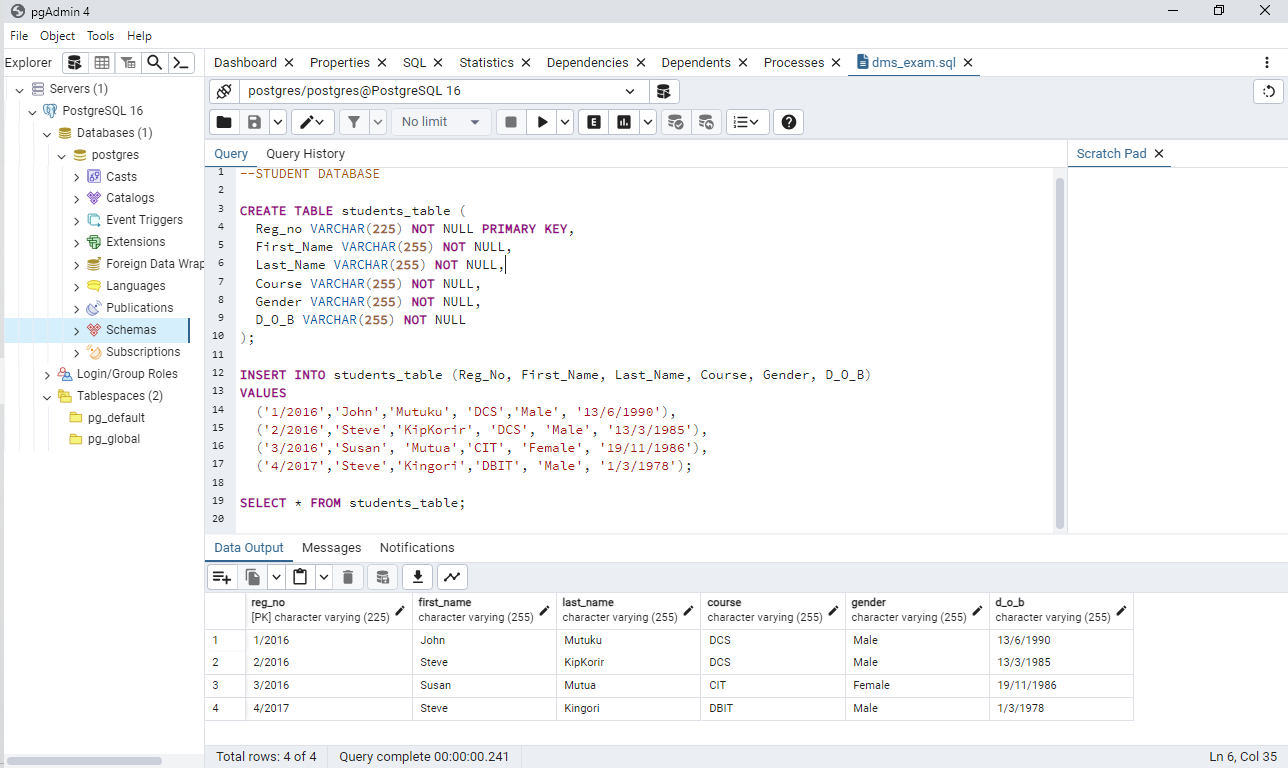 pgAdmin 4
File Object Tools Help
Explorer
Dashboard Properties SQL Statistics Dependencies Dependents Processes dms_exam.sql
Servers (1)
PostgreSQL 16
Databases (1)
postgres
Casts
Catalogs
Event Triggers
Extensions
Foreign Data Wrap
Languages
Publications
Schemas
Subscriptions
Login/Group Roles
Tablespaces (2)
pg_default
pg_global
postgres/postgres@PostgreSQL 16
No limit
E
Query Query History
Scratch Pad
1 --STUDENT DATABASE
2
3 CREATE TABLE students_table (
4 Reg_no VARCHAR(225) NOT NULL PRIMARY KEY,
5 First_Name VARCHAR(255) NOT NULL,
6 Last_Name VARCHAR(255) NOT NULL,
7 Course VARCHAR(255) NOT NULL,
8 Gender VARCHAR(255) NOT NULL,
9 D_O_B VARCHAR(255) NOT NULL
10 );
11
12 INSERT INTO students_table (Reg_No, First_Name, Last_Name, Course, Gender, D_O_B)
13 VALUES
14 ('1/2016','John','Mutuku', 'DCS','Male', '13/6/1990'),
15 ('2/2016','Steve','KipKorir', 'DCS', 'Male', '13/3/1985'),
16 ('3/2016','Susan', 'Mutua','CIT', 'Female', '19/11/1986'),
17 ('4/2017','Steve','Kingori','DBIT', 'Male', '1/3/1978');
18
19 SELECT * FROM students_table;
20
Data Output Messages Notifications
reg_no first_name last_name course gender d_o_b
[PK] character varying (225) character varying (255) character varying (255) character varying (255) character varying (255) character varying (255)
1 1/2016 John Mutuku DCS Male 13/6/1990
2 2/2016 Steve KipKorir DCS Male 13/3/1985
3 3/2016 Susan Mutua CIT Female 19/11/1986
4 4/2017 Steve Kingori DBIT Male 1/3/1978
Total rows: 4 of 4 Query complete 00:00:00.241 Ln 6, Col 35